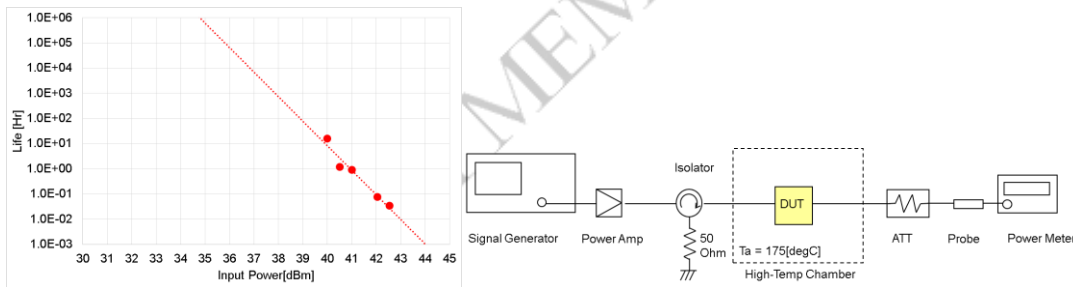 1.0E+06
1.0E+05
1.0E+04
1.0E+03
1.0E+02
1.0E+01
1.0E+00
1.0E-01
1.0E-02
1.0E-03
Life [Hr]
30 31 32 33 34 35 36 37 38 39 40 41 42 43 44 45
Input Power[dBm]
Isolator
DUT
Signal Generator
Power Amp
50
Ohm
Ta = 175[degC]
High-Temp Chamber
ATT
Probe
Power Meter